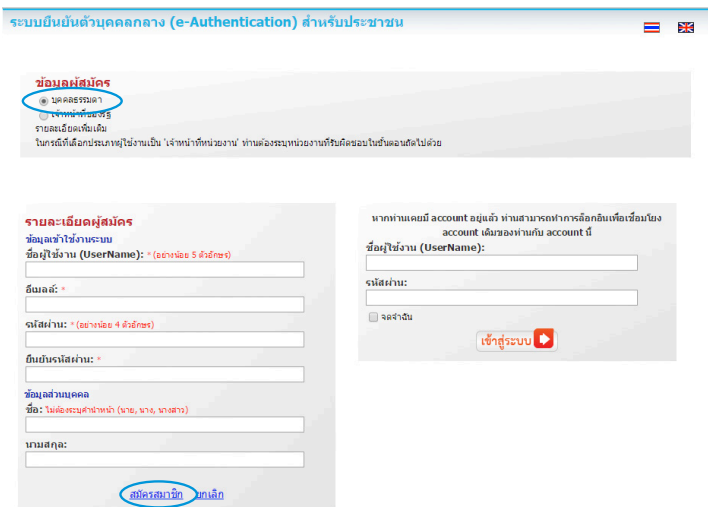 ระบบยืนยันตัวบุคคลกลาง (e-Authentication) สำหรับประชาชน
ข้อมูลผู้สมัคร
บุคคลธรรมดา
เจ้าหน้าที่ของรัฐ
รายละเอียดเพิ่มเติม
ในกรณีที่เลือกประเภทผู้ใช้งานเป็น 'เจ้าหน้าที่หน่วยงาน' ท่านต้องระบุหน่วยงานที่รับผิดชอบในขั้นตอนถัดไปด้วย
รายละเอียดผู้สมัคร
ข้อมูลเข้าใช้งานระบบ
ชื่อผู้ใช้งาน (UserName): * (อย่างน้อย 5 ตัวอักษร)
อีเมลล์: *
รหัสผ่าน: * (อย่างน้อย 4 ตัวอักษร)
ยืนยันรหัสผ่าน: *
ข้อมูลส่วนบุคคล
ชื่อ: ไม่ต้องระบุคำนำหน้า (นาย, นาง, นางสาว)
นามสกุล:
สมัครสมาชิก ยกเลิก
หากท่านเคยมี account อยู่แล้ว ท่านสามารถทำการล็อกอินเพื่อเชื่อมโยง
account เดิมของท่านกับ account นี้
ชื่อผู้ใช้งาน (UserName):
รหัสผ่าน:
จดจำฉัน
เข้าสู่ระบบ